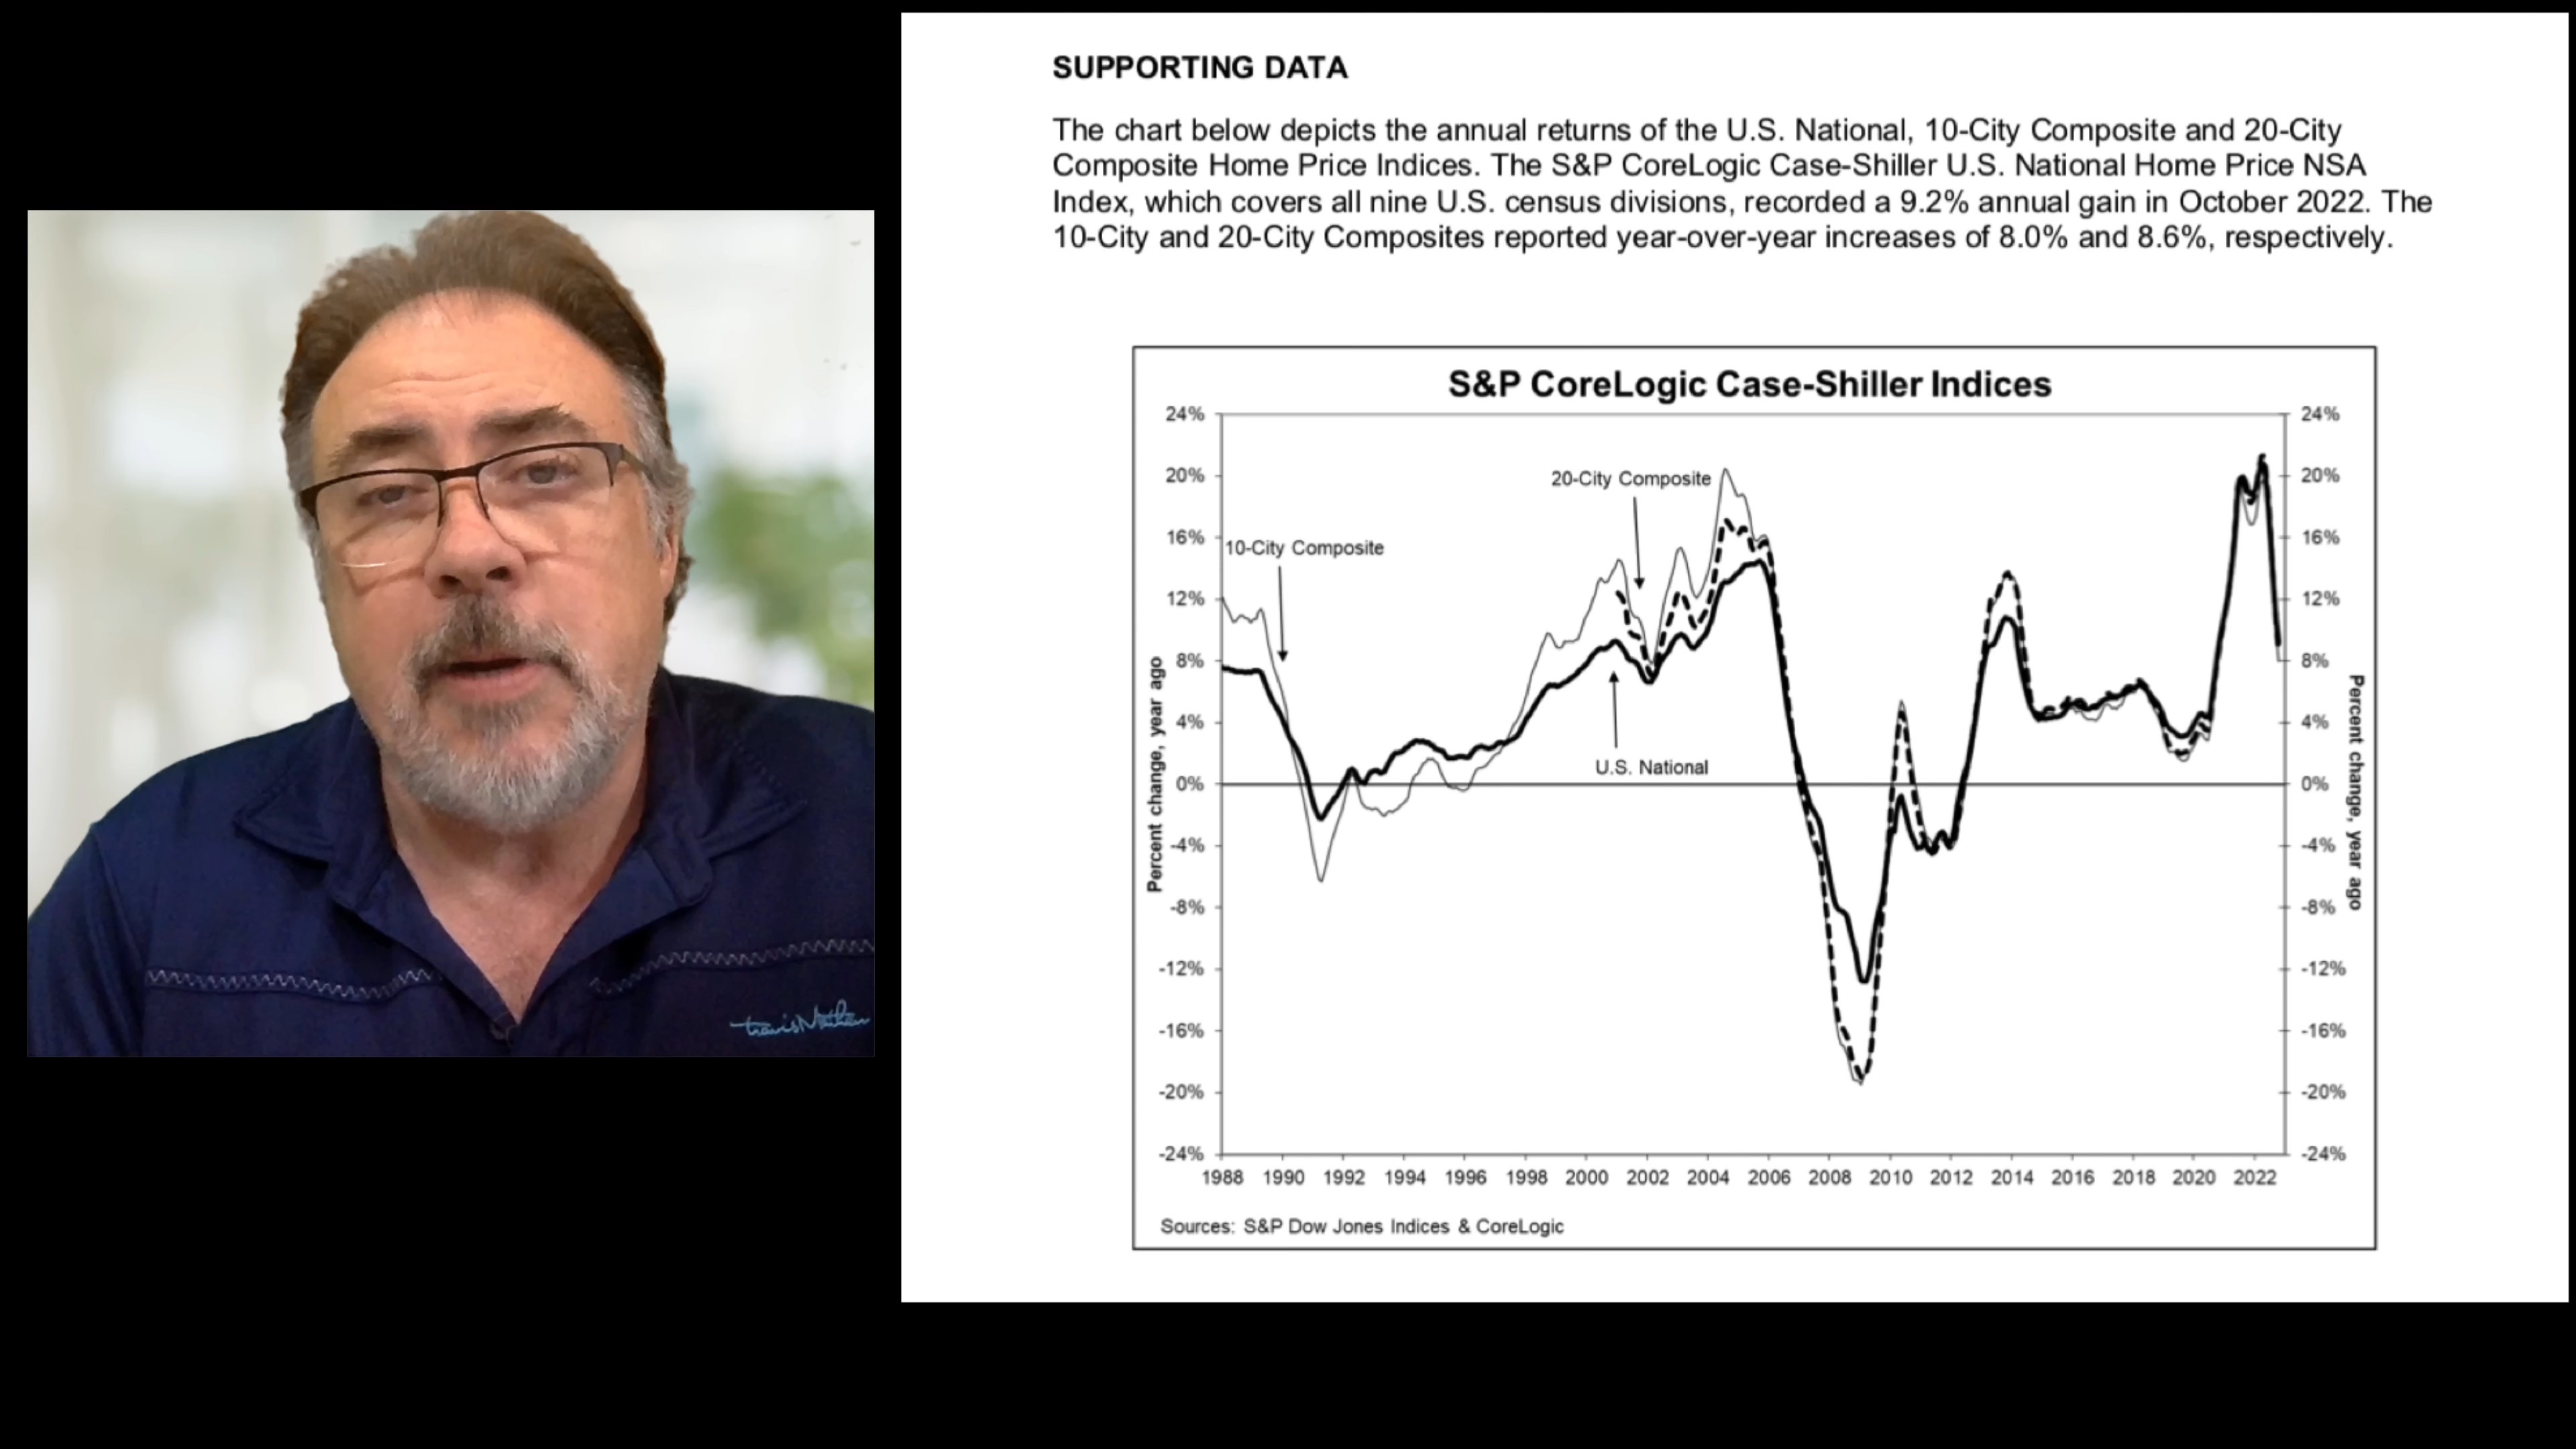 SUPPORTING DATA
The chart below depicts the annual returns of the U.S. National, 10-City Composite and 20-City
Composite Home Price Indices. The S&P CoreLogic Case-Shiller U.S. National Home Price NSA
Index, which covers all nine U.S. census divisions, recorded a 9.2% annual gain in October 2022. The
10-City and 20-City Composites reported year-over-year increases of 8.0% and 8.6%, respectively.
S&P CoreLogic Case-Shiller Indices
24%
20%
16%
12%
8%
4%
0%
-4%
-8%
-12%
-16%
-20%
-24%
Percent change, year ago
10-City Composite
20-City Composite
U.S. National
24%
20%
16%
12%
8%
4%
0%
-4%
-8%
-12%
-16%
-20%
-24%
Percent change, year ago
1988 1990 1992 1994 1996 1998 2000 2002 2004 2006 2008 2010 2012 2014 2016 2018 2020 2022
Sources: S&P Dow Jones Indices & CoreLogic
travisMathew